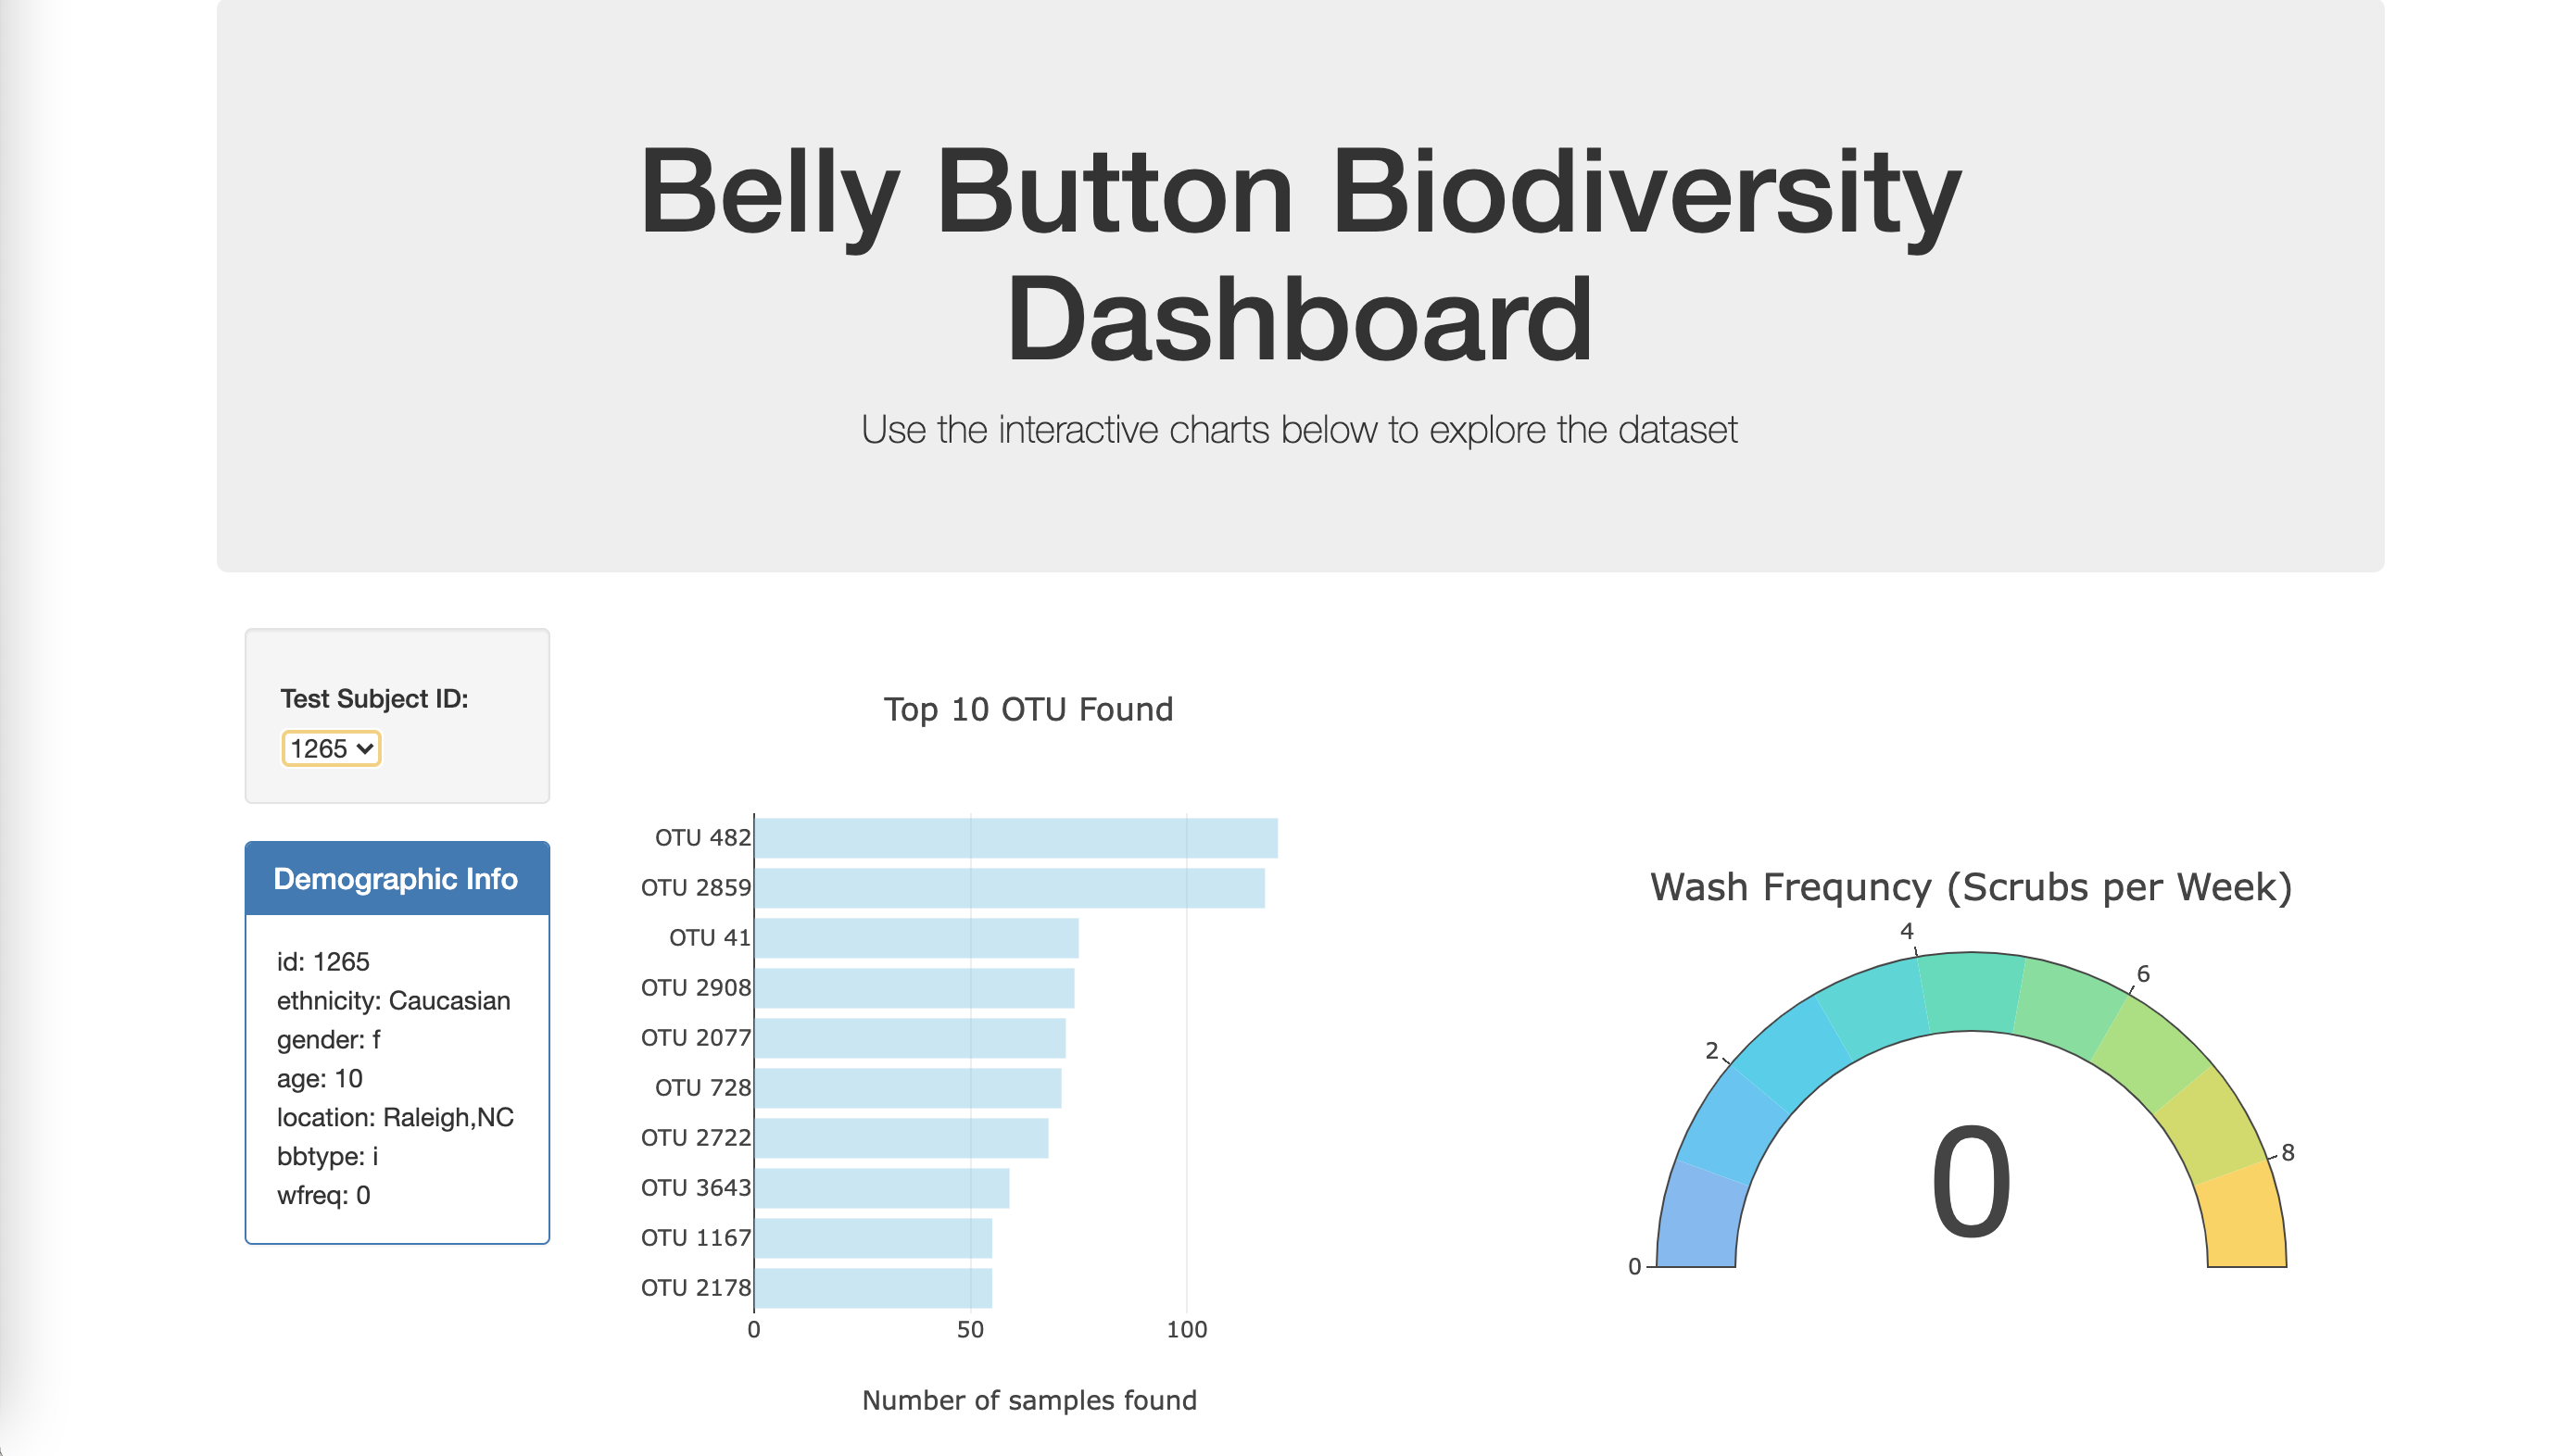 Belly Button Biodiversity
Dashboard
Use the interactive charts below to explore the dataset
Test Subject ID:
1265
Demographic Info
id: 1265
ethnicity: Caucasian
gender: f
age: 10
location: Raleigh,NC
bbtype: i
wfreq: 0
Top 10 OTU Found
OTU 482
OTU 2859
OTU 41
OTU 2908
OTU 2077
OTU 728
OTU 2722
OTU 3643
OTU 1167
OTU 2178
0 50 100
Number of samples found
Wash Frequncy (Scrubs per Week)
0
2
4
6
8
0